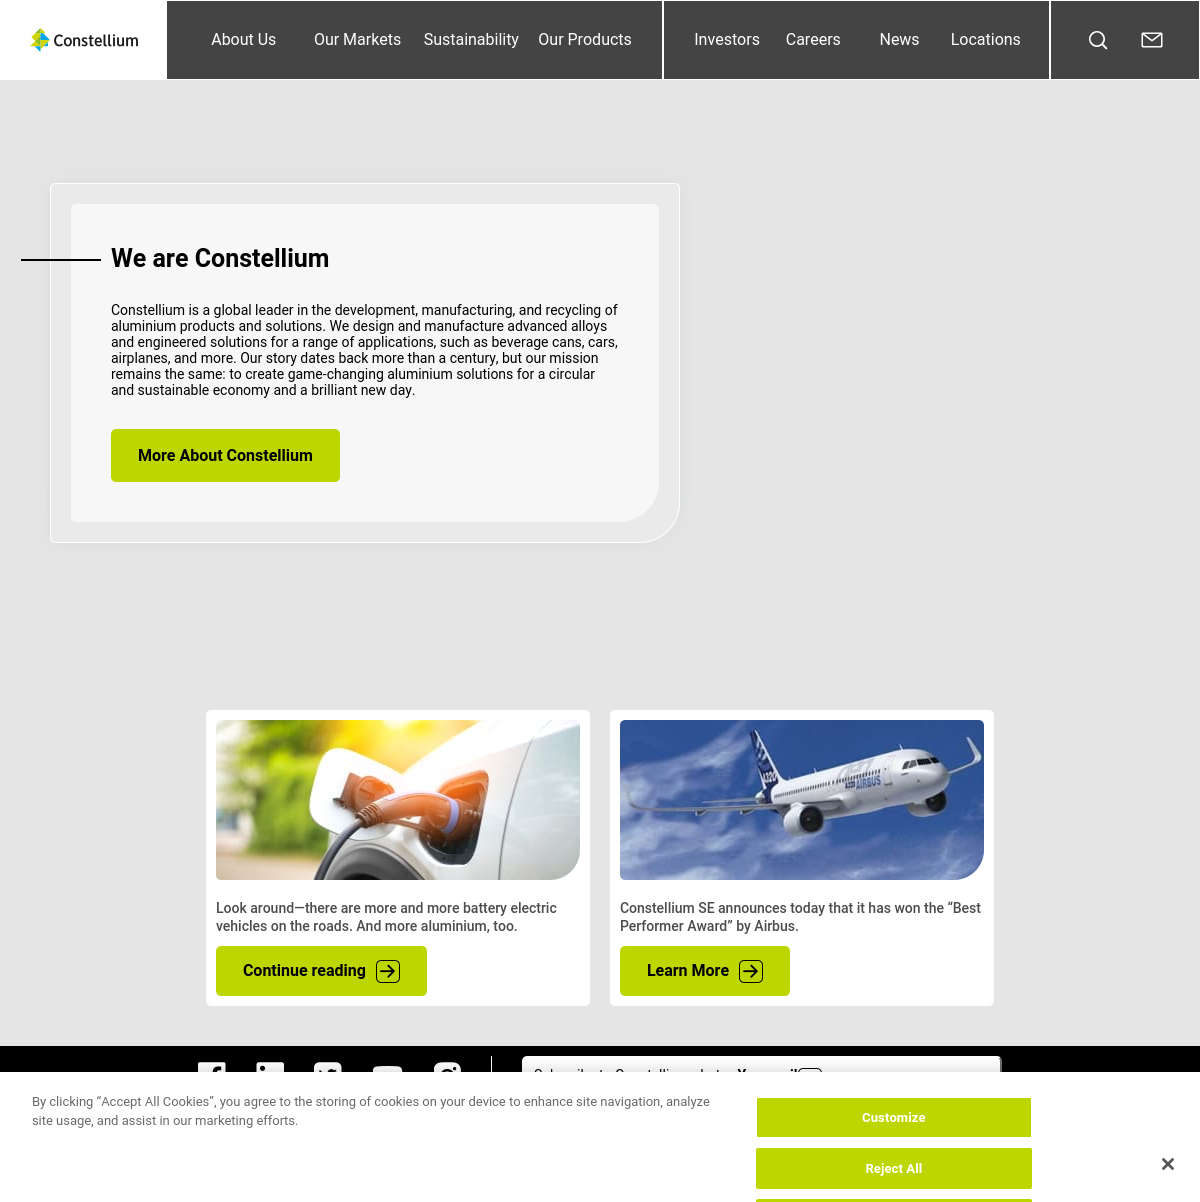 Constellium
About Us Our Markets Sustainability Our Products Investors Careers News Locations
We are Constellium
Constellium is a global leader in the development, manufacturing, and recycling of
aluminium products and solutions. We design and manufacture advanced alloys
and engineered solutions for a range of applications, such as beverage cans, cars,
airplanes, and more. Our story dates back more than a century, but our mission
remains the same: to create game-changing aluminium solutions for a circular
and sustainable economy and a brilliant new day.
More About Constellium
A320
A320 AIRBUS
Look around—there are more and more battery electric
vehicles on the roads. And more aluminium, too.
Continue reading
Constellium SE announces today that it has won the “Best
Performer Award” by Airbus.
Learn More
By clicking “Accept All Cookies”, you agree to the storing of cookies on your device to enhance site navigation, analyze
site usage, and assist in our marketing efforts.
Customize
Reject All